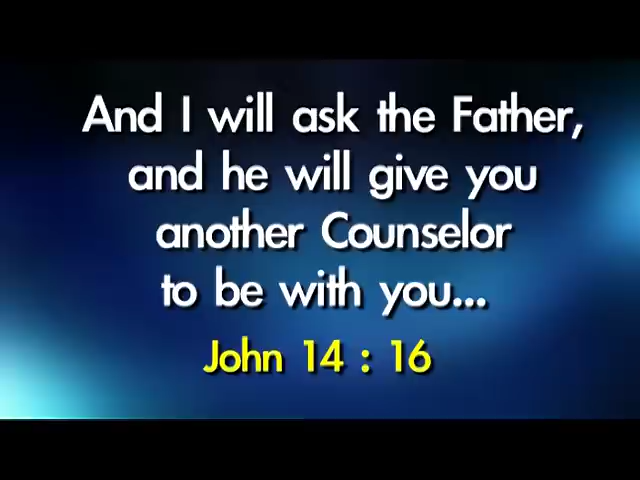 And I will ask the Father,
and he will give you
another Counselor
to be with you...
John 14 : 16